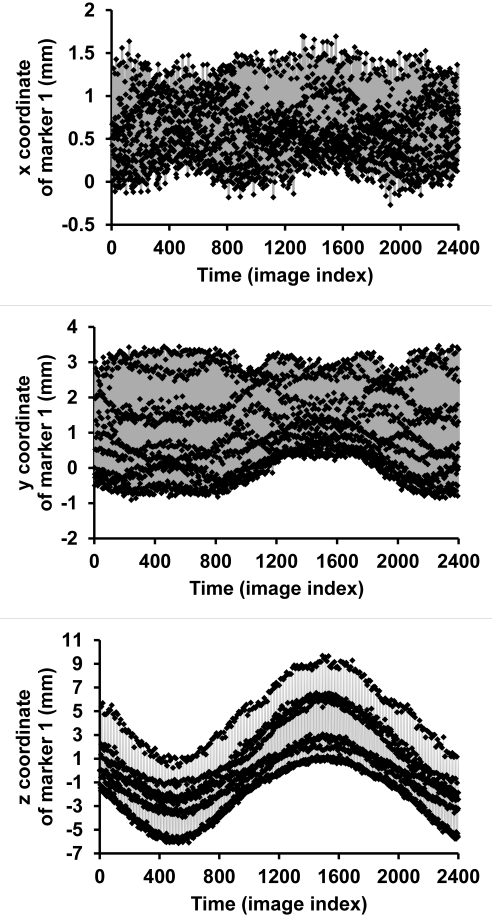 2
1.5
1
0.5
0
-0.5
x coordinate
of marker 1 (mm)
0 400 800 1200 1600 2000 2400
Time (image index)
4
3
2
1
0
-1
-2
y coordinate
of marker 1 (mm)
0 400 800 1200 1600 2000 2400
Time (image index)
11
9
7
5
3
1
-1
-3
-5
-7
z coordinate
of marker 1 (mm)
0 400 800 1200 1600 2000 2400
Time (image index)